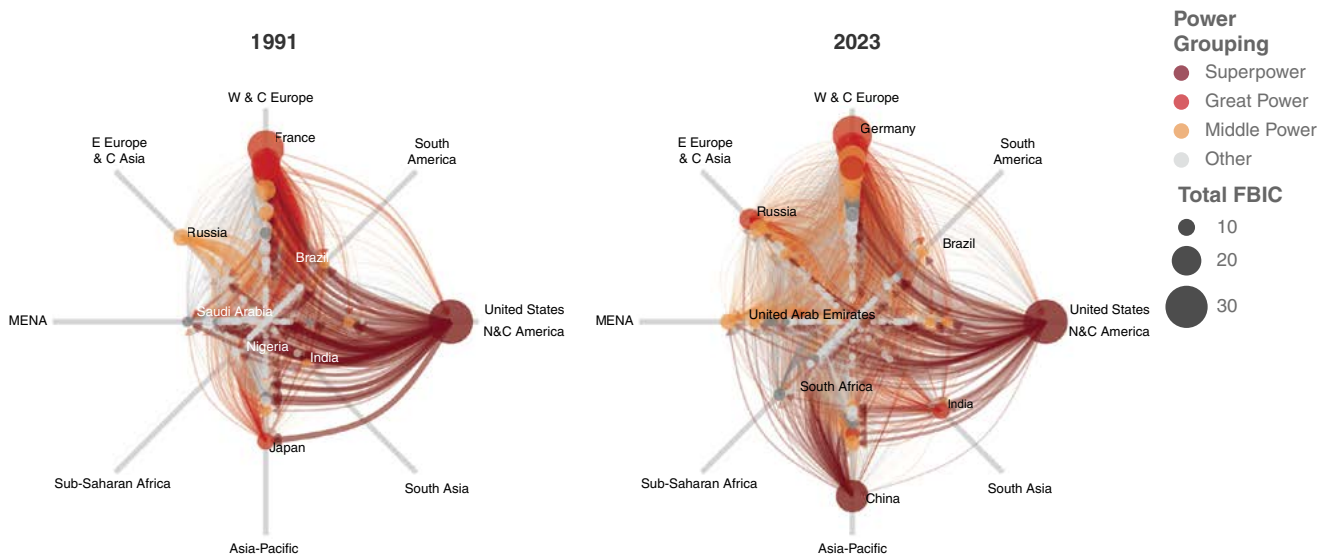 1991
W & C Europe
France
E Europe
& C Asia
South
America
Russia
Brazil
MENA
Saudi Arabia
United States
N&C America
Nigeria
India
Japan
Sub-Saharan Africa
South Asia
Asia-Pacific
2023
W & C Europe
Germany
E Europe
& C Asia
South
America
Russia
Brazil
MENA
United Arab Emirates
United States
N&C America
South Africa
India
Sub-Saharan Africa
South Asia
China
Asia-Pacific
Power
Grouping
Superpower
Great Power
Middle Power
Other
Total FBIC
10
20
30